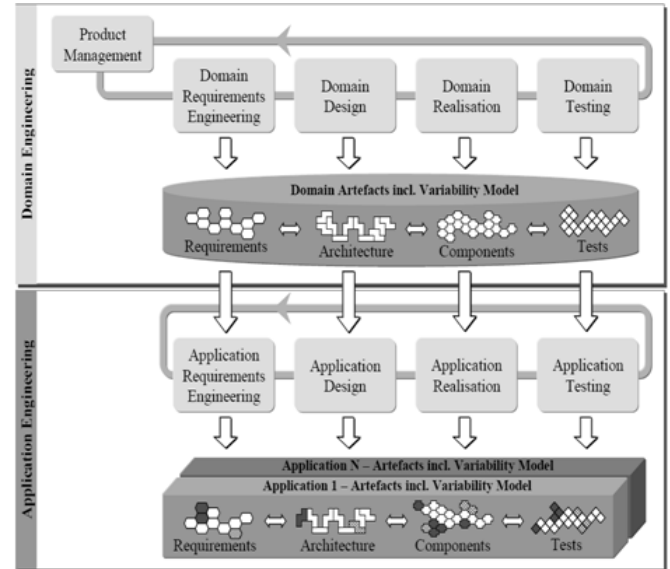 Domain Engineering
Product
Management
Domain
Requirements
Engineering
Domain
Design
Domain
Realisation
Domain
Testing
Domain Artefacts incl. Variability Model
Requirements
Architecture
Components
Tests
Application Engineering
Application
Requirements
Engineering
Application
Design
Application
Realisation
Application
Testing
Application N – Artefacts incl. Variability Model
Application 1 – Artefacts incl. Variability Model
Requirements
Architecture
Components
Tests